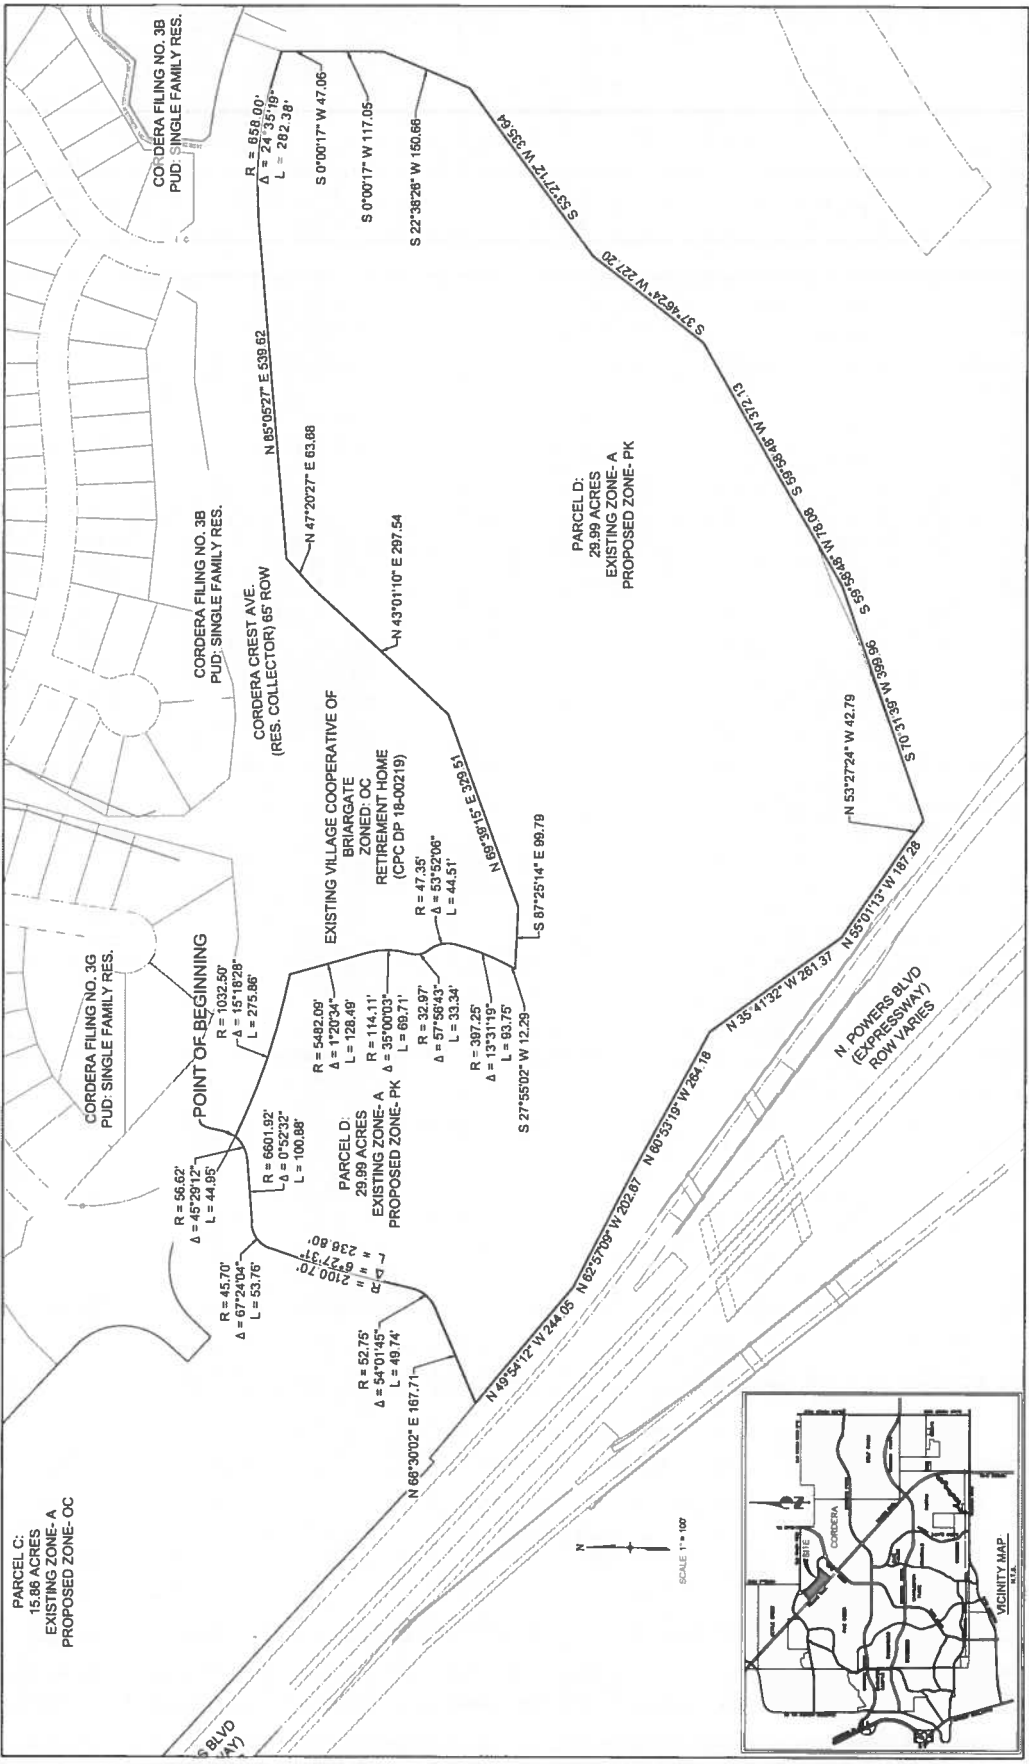 PARCEL C:
15.86 ACRES
EXISTING ZONE- A
PROPOSED ZONE- OC
CORDERA FILING NO. 3G
PUD: SINGLE FAMILY RES.
CORDERA FILING NO. 3B
PUD: SINGLE FAMILY RES.
CORDERA FILING NO. 3B
PUD: SINGLE FAMILY RES.
POINT OF BEGINNING
R = 1032.50'
Δ = 15°18'28"
L = 275.86'
CORDERA CREST AVE.
(RES. COLLECTOR) 65' ROW
EXISTING VILLAGE COOPERATIVE OF
BRIARGATE
ZONED: OC
RETIREMENT HOME
(CPC DP 18-00219)
R = 56.62'
Δ = 45°29'12"
L = 44.95'
R = 6601.92'
Δ = 0°52'32"
L = 100.88'
R = 45.70'
Δ = 67°24'04"
L = 53.76'
R = 2100.70'
Δ = 6°27'31"
L = 236.80'
R = 52.75'
Δ = 54°01'45"
L = 49.74'
N 66°30'02" E 167.71
PARCEL D:
29.99 ACRES
EXISTING ZONE- A
PROPOSED ZONE- PK
R = 5482.09'
Δ = 1°20'34"
L = 128.49'
R = 114.11'
Δ = 35°00'03"
L = 69.71'
R = 32.97'
Δ = 57°56'43"
L = 33.34'
R = 47.35'
Δ = 53°52'06"
L = 44.51'
R = 397.25'
Δ = 13°31'19"
L = 93.75'
S 27°55'02" W 12.29
S 87°25'14" E 99.79
N 69°39'15" E 329.51
N 43°01'10" E 297.54
N 47°20'27" E 63.68
N 85°05'27" E 539.62
R = 658.00'
Δ = 24°35'19"
L = 282.38'
S 0°00'17" W 47.06
S 0°00'17" W 117.05
S 22°38'26" W 150.66
S 53°27'12" W 335.64
S 37°46'24" W 227.20
S 59°58'48" W 372.13
S 59°58'48" W 78.06
S 70°31'39" W 399.96
N 53°27'24" W 42.79
N 55°01'13" W 187.28
N 35°41'32" W 261.37
N 60°53'19" W 264.18
N 62°57'09" W 202.67
N 49°54'12" W 244.05
PARCEL D:
29.99 ACRES
EXISTING ZONE- A
PROPOSED ZONE- PK
N. POWERS BLVD
(EXPRESSWAY)
ROW VARIES
S BLVD
WAY)
N
SCALE 1" = 100'
SITE
CORDERA
VICINITY MAP
N.T.S.